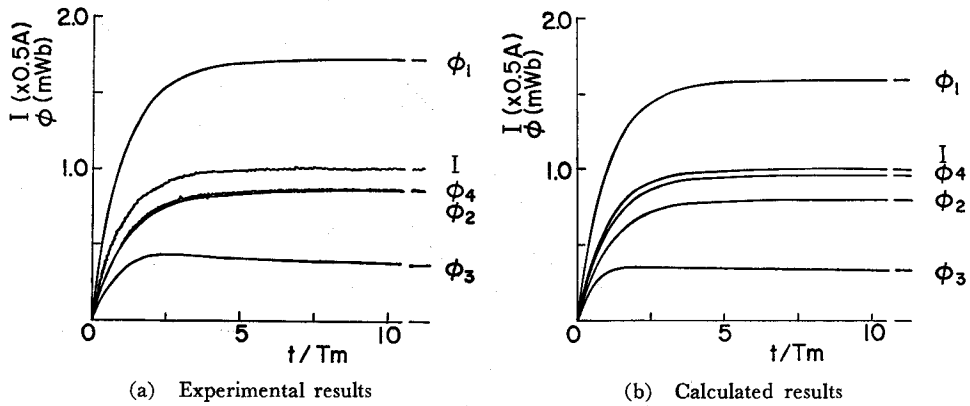 I (x0.5A)
ϕ (mWb)
2.0
1.0
0
5
10
t/Tm
ϕ1
I
ϕ4
ϕ2
ϕ3
(a) Experimental results
I (x0.5A)
ϕ (mWb)
2.0
1.0
0
5
10
t/Tm
ϕ1
I
ϕ4
ϕ2
ϕ3
(b) Calculated results